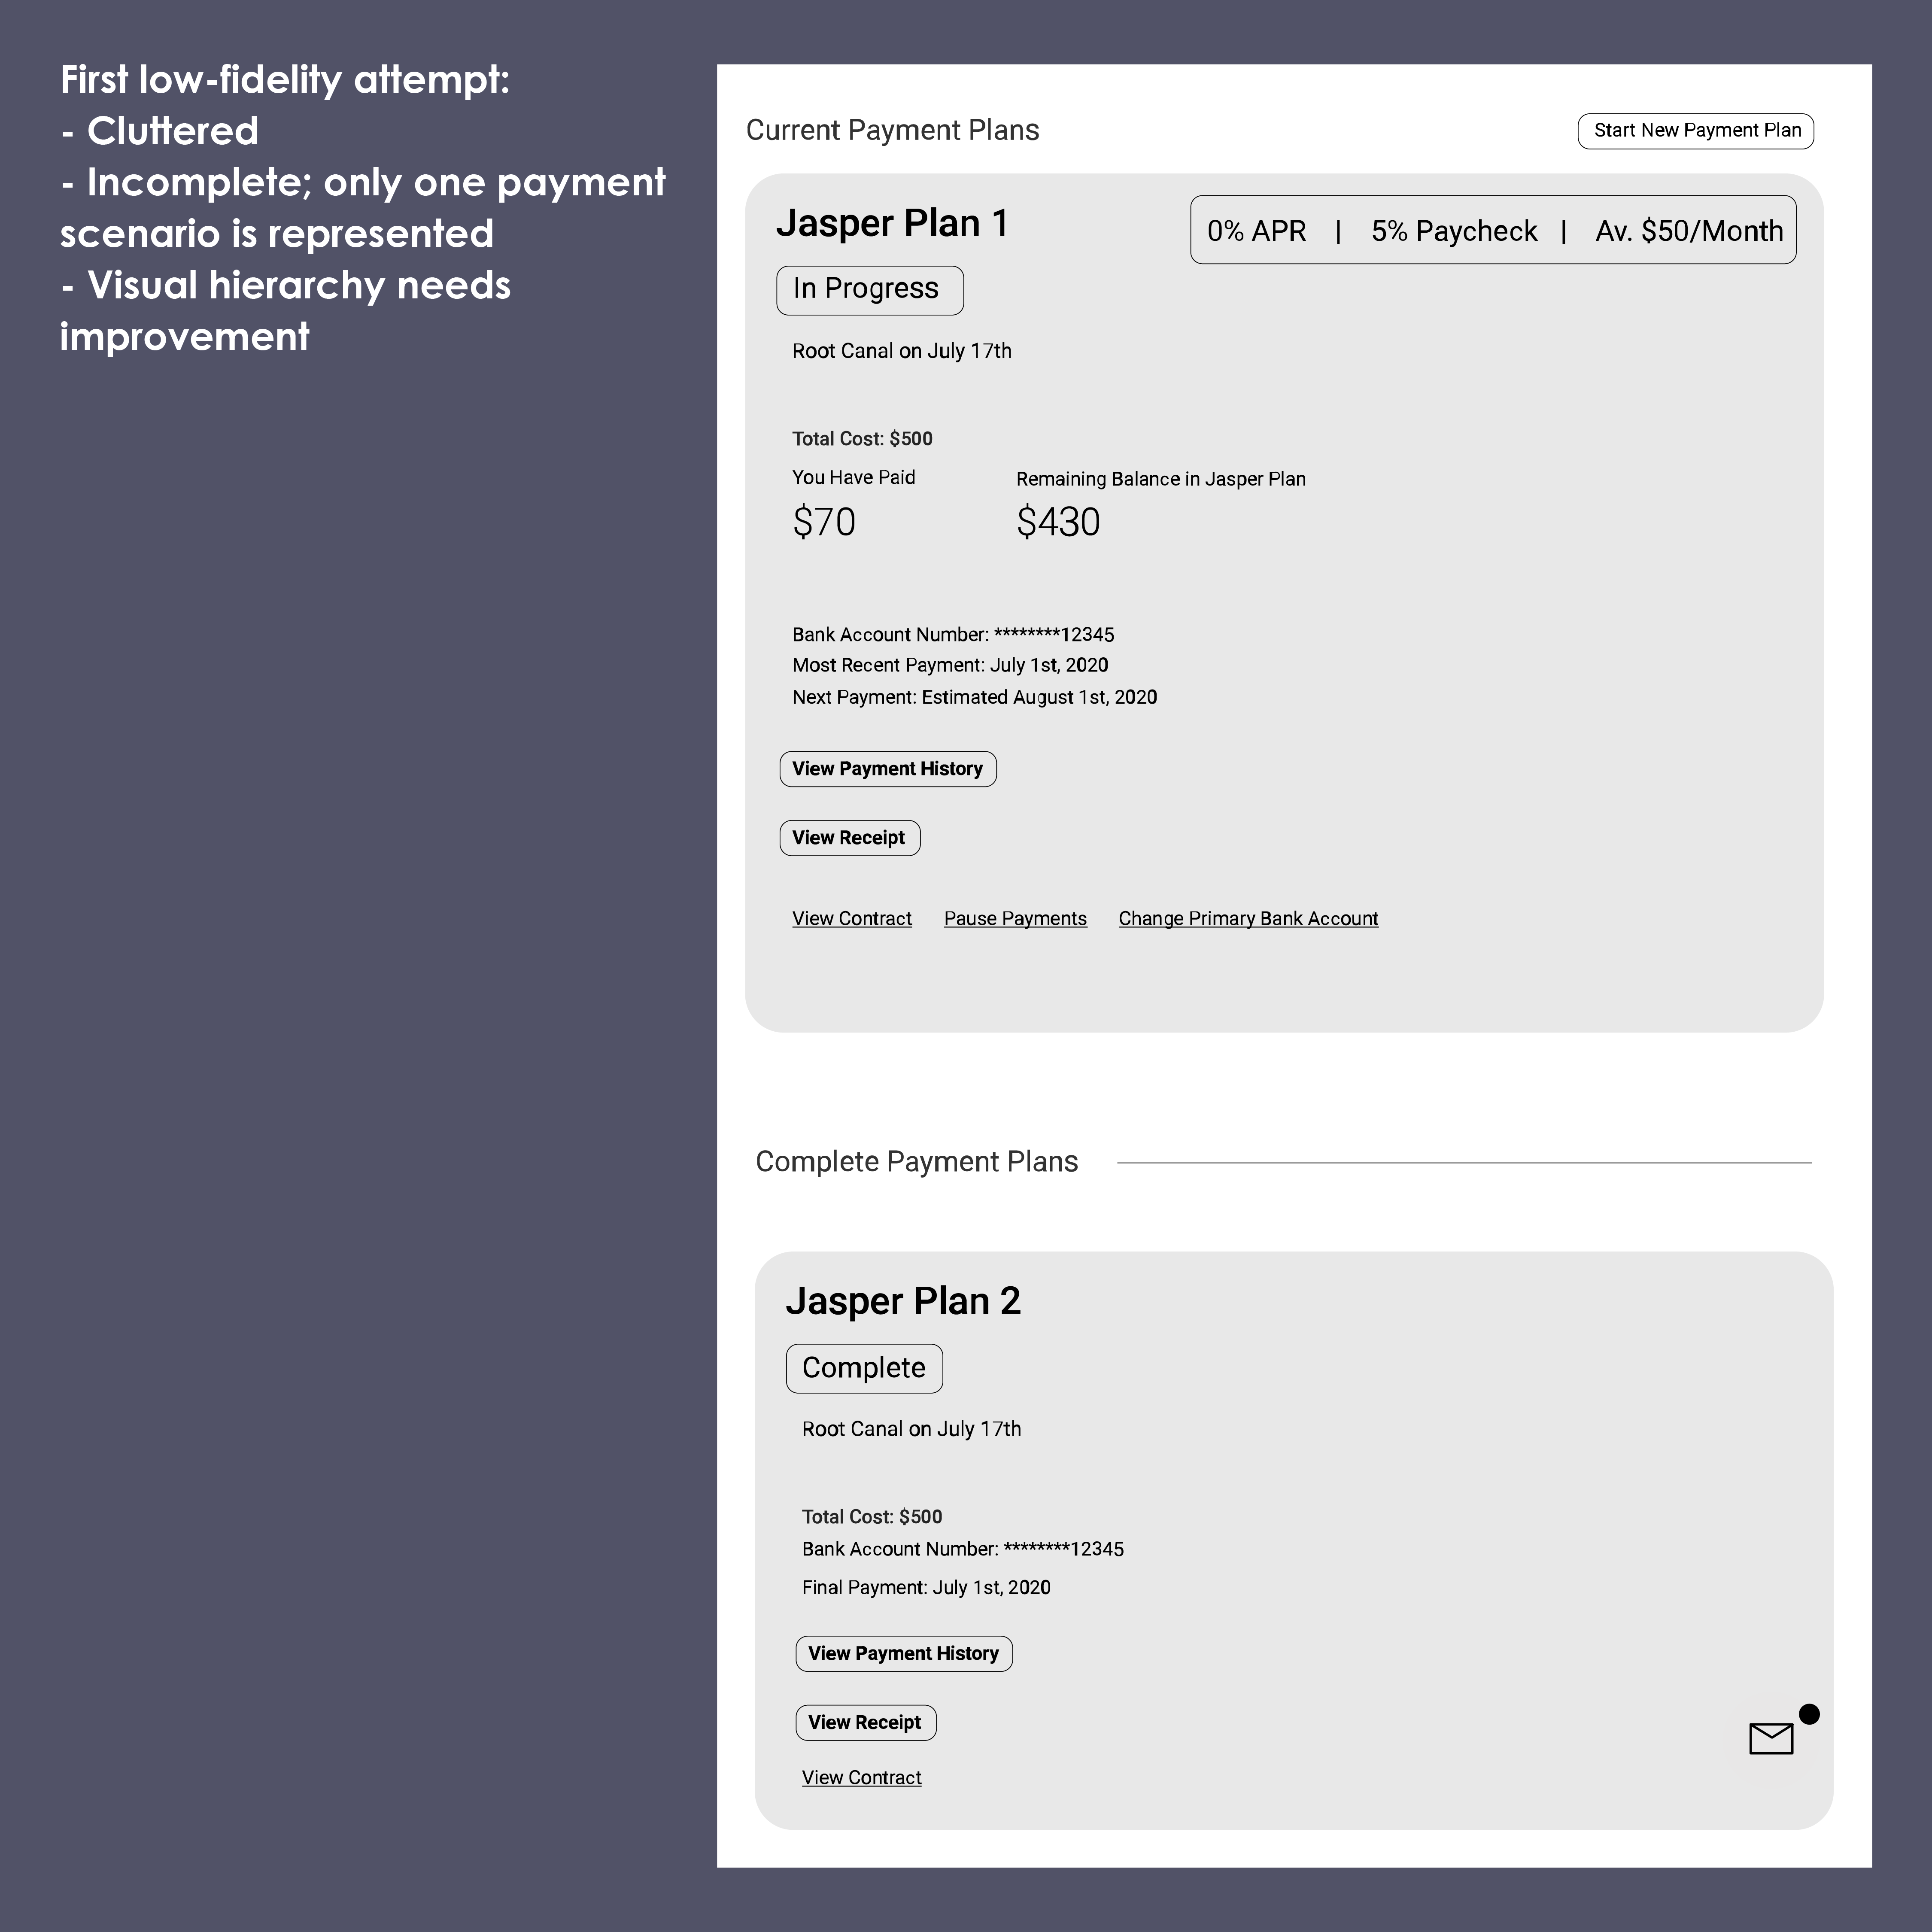 First low-fidelity attempt:
- Cluttered
- Incomplete; only one payment
scenario is represented
- Visual hierarchy needs
improvement
Current Payment Plans
Start New Payment Plan
Jasper Plan 1
0% APR | 5% Paycheck | Av. $50/Month
In Progress
Root Canal on July 17th
Total Cost: $500
You Have Paid
Remaining Balance in Jasper Plan
$70
$430
Bank Account Number: ********12345
Most Recent Payment: July 1st, 2020
Next Payment: Estimated August 1st, 2020
View Payment History
View Receipt
View Contract
Pause Payments
Change Primary Bank Account
Complete Payment Plans
Jasper Plan 2
Complete
Root Canal on July 17th
Total Cost: $500
Bank Account Number: ********12345
Final Payment: July 1st, 2020
View Payment History
View Receipt
View Contract